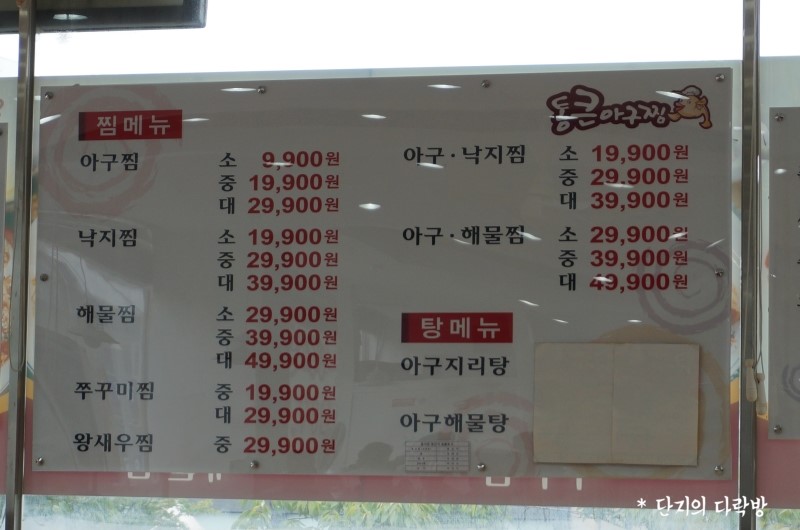 찜메뉴
아구찜 소 9,900원
중 19,900원
대 29,900원
낙지찜 소 19,900원
중 29,900원
대 39,900원
해물찜 소 29,900원
중 39,900원
대 49,900원
쭈꾸미찜 중 19,900원
대 29,900원
왕새우찜 중 29,900원
통큰아구찜
아구·낙지찜 소 19,900원
중 29,900원
대 39,900원
아구·해물찜 소 29,900원
중 39,900원
대 49,900원
탕메뉴
아구지리탕
아구해물탕
* 단기의 다락방